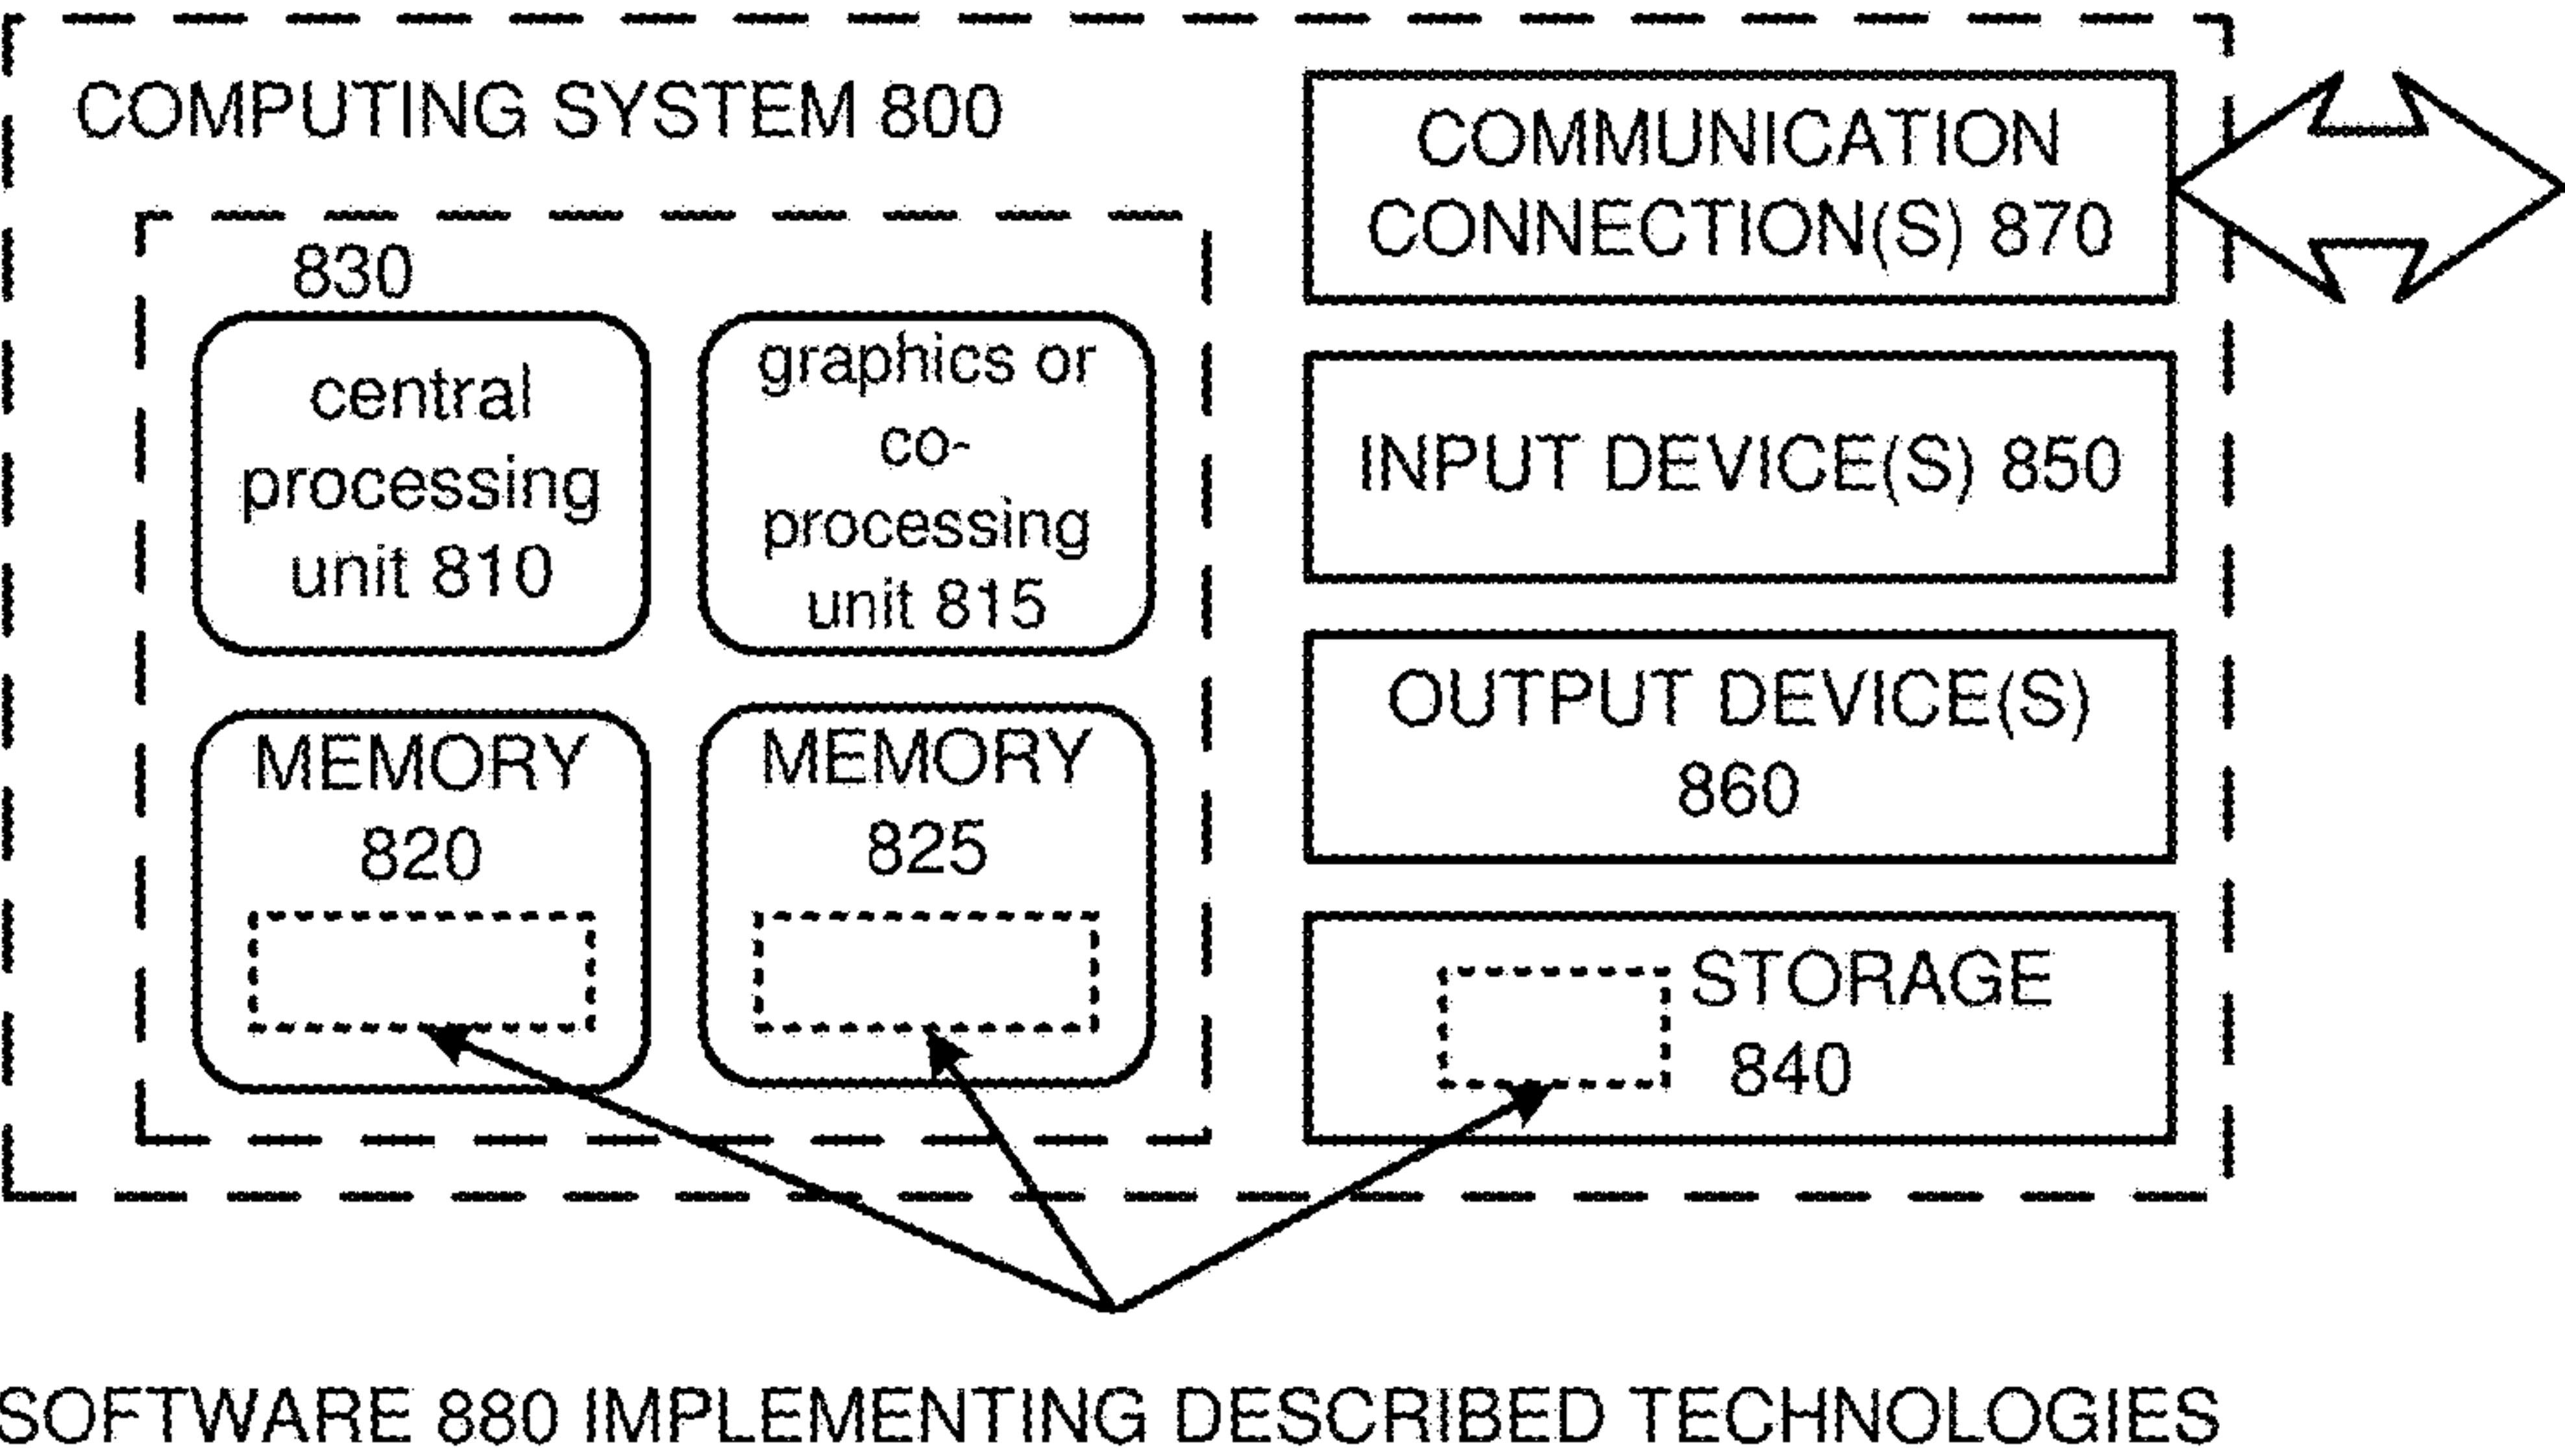 COMPUTING SYSTEM 800
830
central
processing
unit 810
graphics or
co-
processing
unit 815
MEMORY
820
MEMORY
825
COMMUNICATION
CONNECTION(S) 870
INPUT DEVICE(S) 850
OUTPUT DEVICE(S)
860
STORAGE
840
SOFTWARE 880 IMPLEMENTING DESCRIBED TECHNOLOGIES